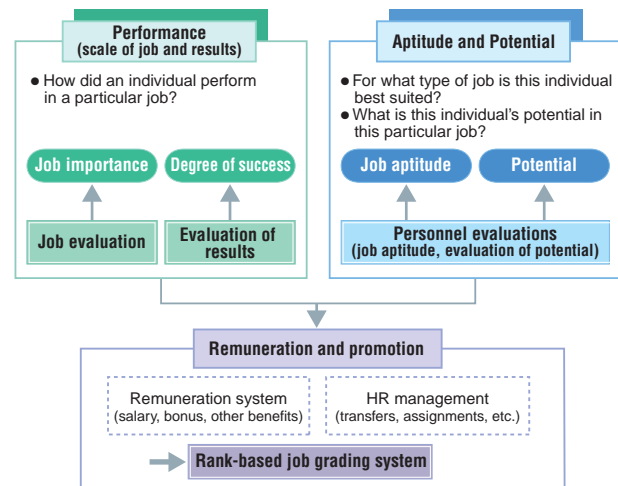 Performance
(scale of job and results)
● How did an individual perform
in a particular job?
Job importance
Degree of success
Job evaluation
Evaluation of
results
Aptitude and Potential
● For what type of job is this individual
best suited?
● What is this individual's potential in
this particular job?
Job aptitude
Potential
Personnel evaluations
(job aptitude, evaluation of potential)
Remuneration and promotion
Remuneration system
(salary, bonus, other benefits)
HR management
(transfers, assignments, etc.)
Rank-based job grading system